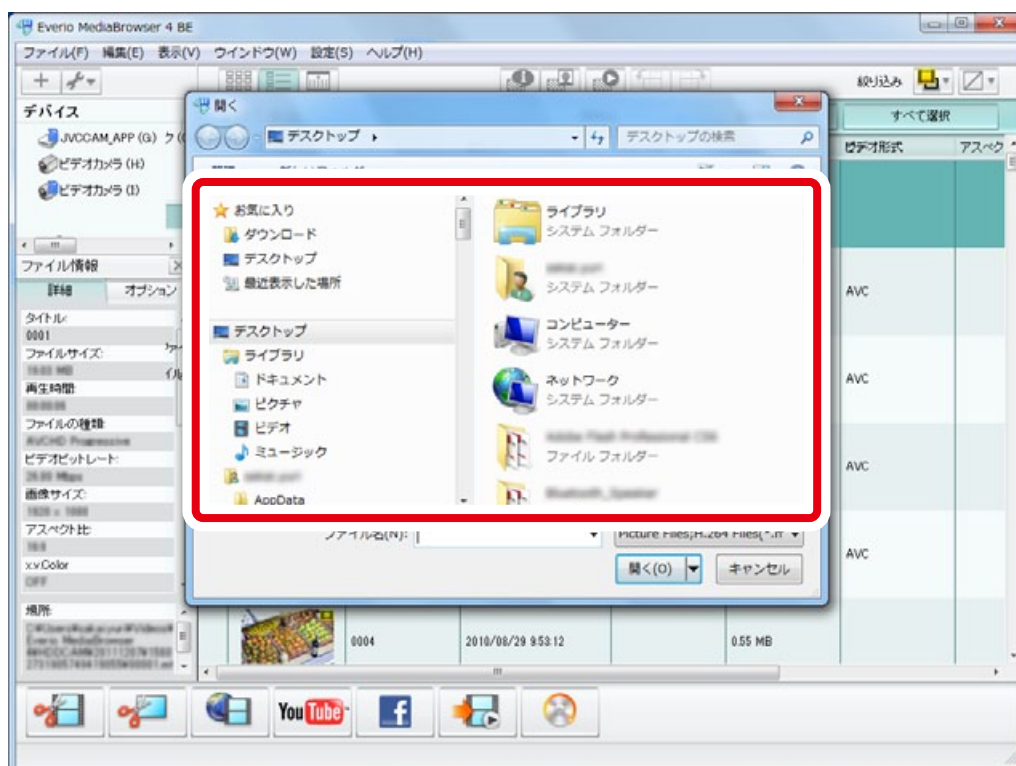 Everio MediaBrowser 4 BE
ファイル(F) 編集(E) 表示(V) ウインドウ(W) 設定(S) ヘルプ(H)
絞り込み
デバイス
すべて選択
JVCCAM_APP (G) ク(
ビデオカメラ (H)
ビデオカメラ (I)
ビデオ形式 アスペク
開く
デスクトップ
デスクトップの検索
お気に入り
ダウンロード
デスクトップ
最近表示した場所
デスクトップ
ライブラリ
ドキュメント
ピクチャ
ビデオ
ミュージック
AppData
ライブラリ
システム フォルダー
システム フォルダー
コンピューター
システム フォルダー
ネットワーク
システム フォルダー
ファイル フォルダー
ファイル名(N):
Picture Files;H.264 Files(*.m
開く(O) キャンセル
ファイル情報
詳細 オプション
タイトル:
0001
ファイルサイズ:
再生時間:
ファイルの種類:
ビデオビットレート:
画像サイズ:
アスペクト比:
x.v.Color
場所:
AVC
AVC
AVC
AVC
0004 2010/08/29 9:53:12 0.55 MB
YouTube
f